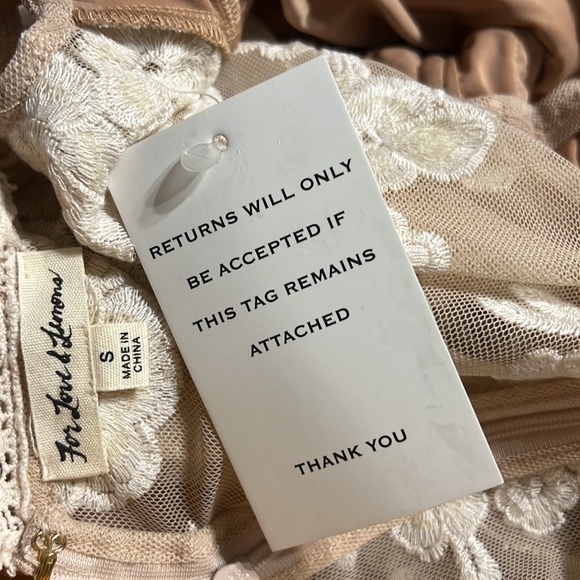 RETURNS WILL ONLY
BE ACCEPTED IF
THIS TAG REMAINS
ATTACHED
THANK YOU
For Love & Lemons
S
MADE IN
CHINA